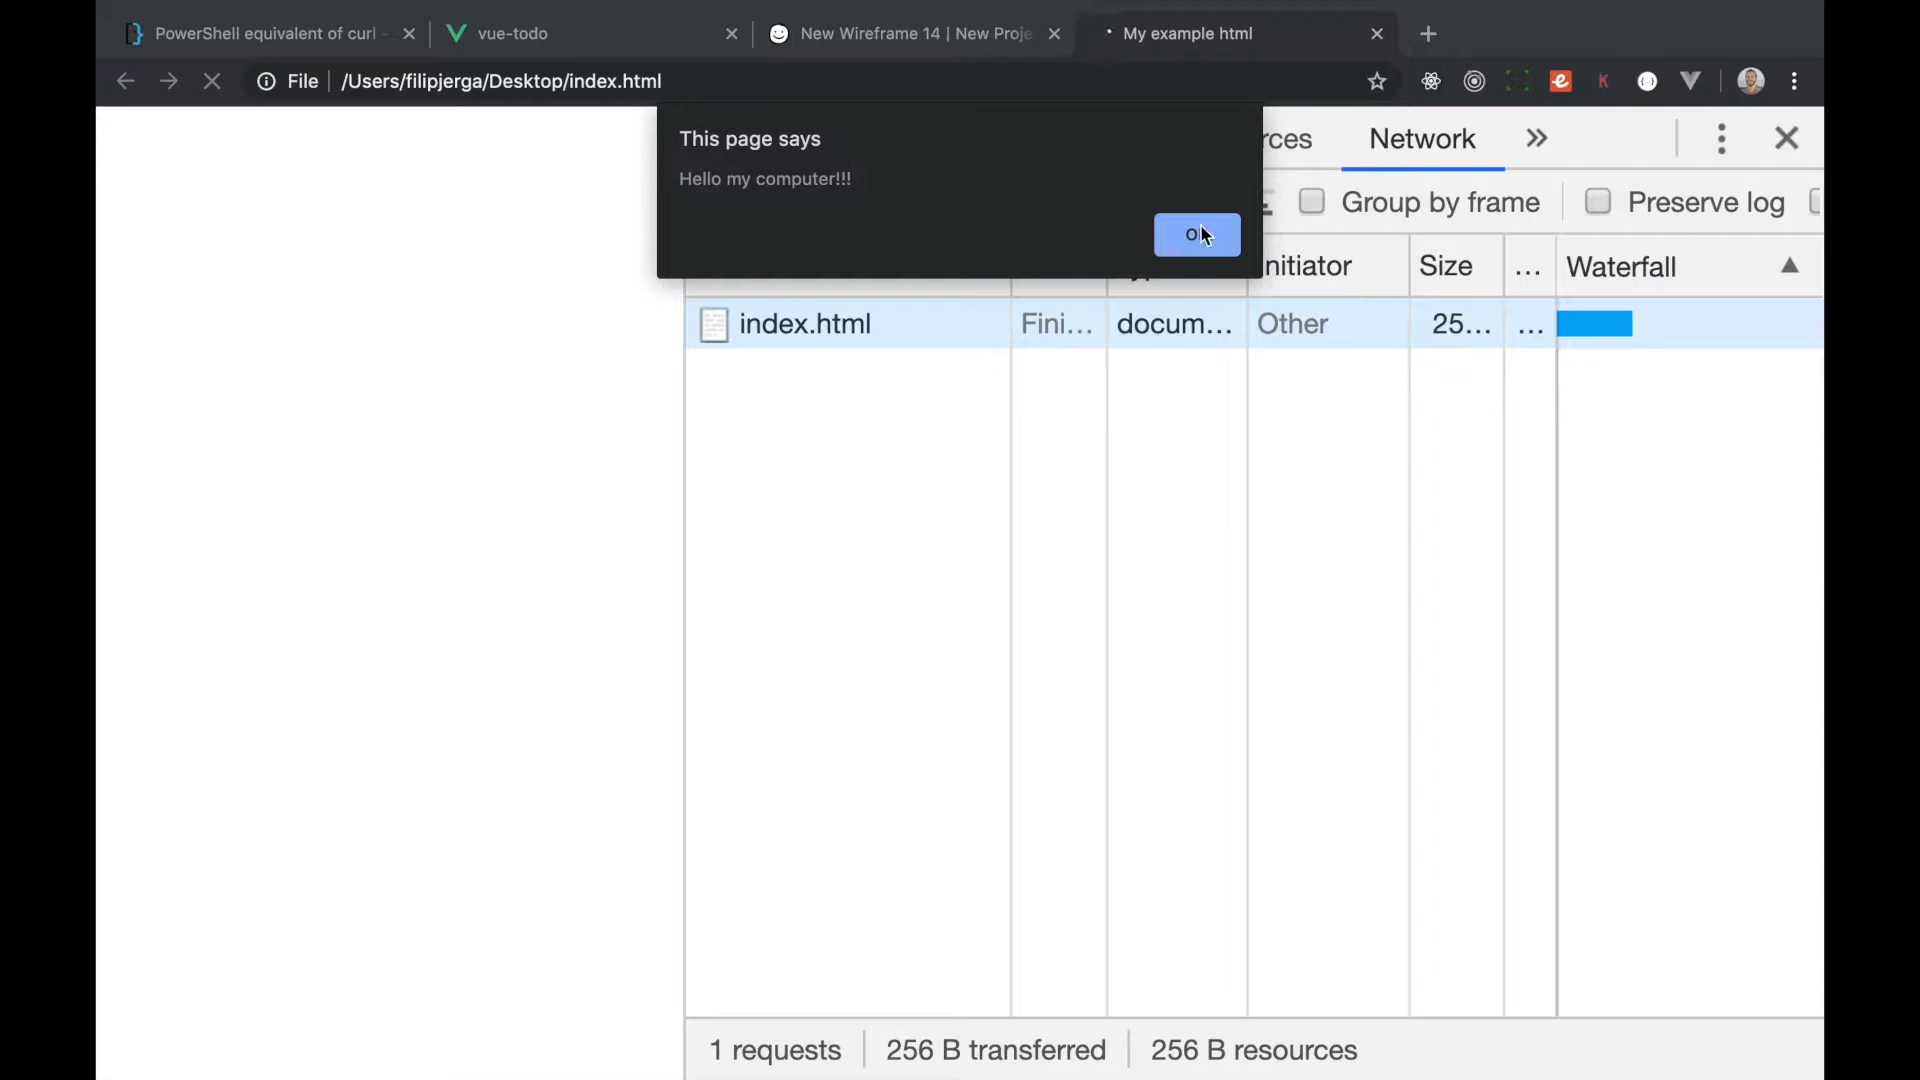 PowerShell equivalent of curl -
vue-todo
New Wireframe 14 | New Proje
My example html
File
/Users/filipjerga/Desktop/index.html
This page says
Hello my computer!!!
rces
Network
Group by frame
Preserve log
nitiator
Size
...
Waterfall
index.html
Fini...
docum...
Other
25...
...
1 requests
256 B transferred
256 B resources